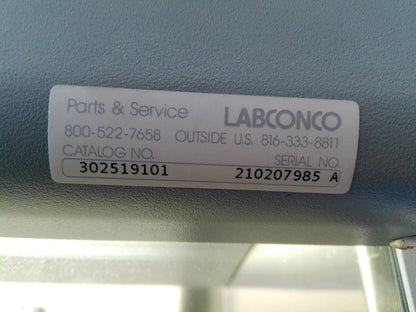 Parts & Service LABCONCO
800-522-7658 OUTSIDE U.S. 816-333-8811
CATALOG NO. SERIAL NO.
302519101 210207985 A